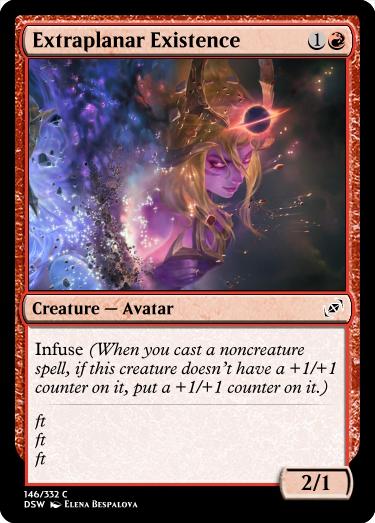 Extraplanar Existence 1
Creature — Avatar
Infuse (When you cast a noncreature
spell, if this creature doesn't have a +1/+1
counter on it, put a +1/+1 counter on it.)
ft
ft
ft
2/1
146/332 C
DSW Elena Bespalova